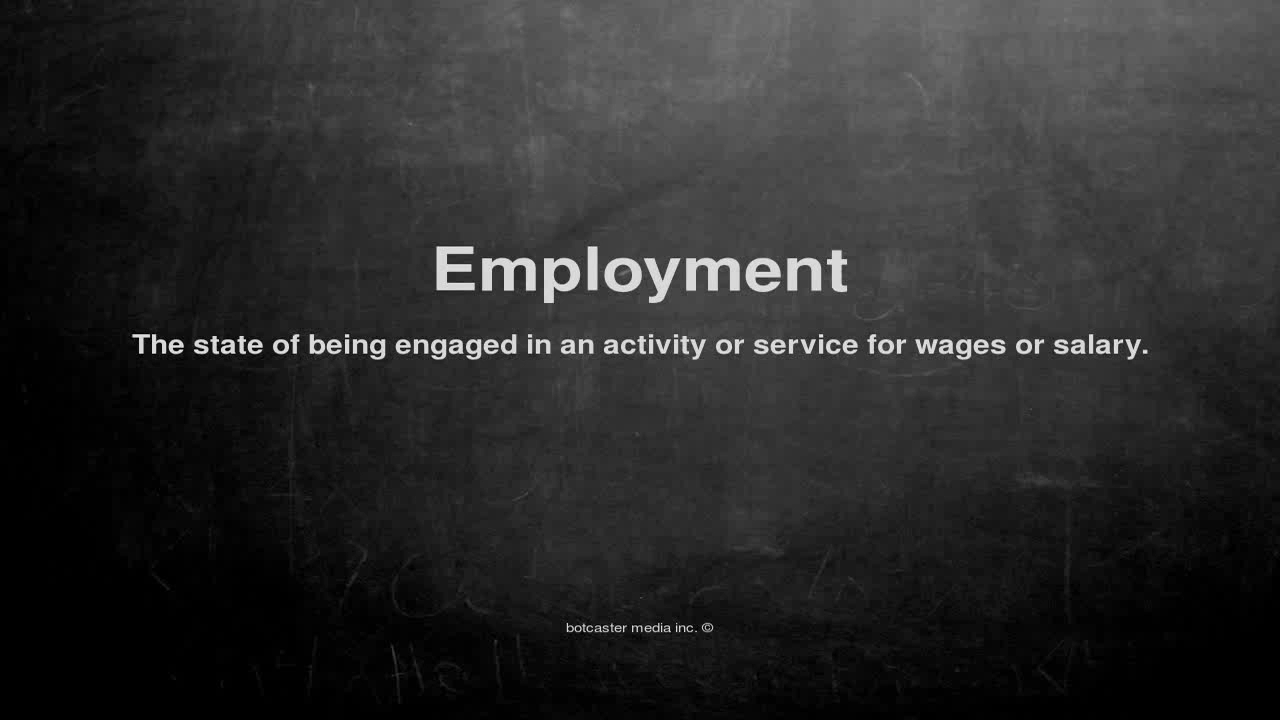 Employment
The state of being engaged in an activity or service for wages or salary.
botcaster media inc. ©